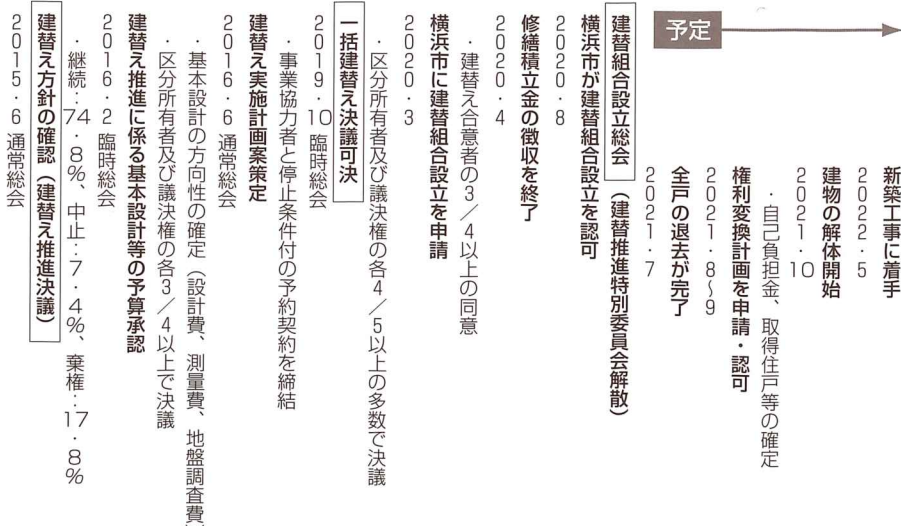 2015・6 通常総会
建替え方針の確認（建替え推進決議）
・継続：74・8％、中止：7・4％、棄権：17・8％
2016・2 臨時総会
建替え推進に係る基本設計等の予算承認
・区分所有者及び議決権の各3／4以上で決議
・基本設計の方向性の確定（設計費、測量費、地盤調査費
2016・6 通常総会
建替え実施計画案策定
・事業協力者と停止条件付の予約契約を締結
2019・10 臨時総会
一括建替え決議可決
・区分所有者及び議決権の各4／5以上の多数で決議
2020・3
横浜市に建替組合設立を申請
・建替え合意者の3／4以上の同意
2020・4
修繕積立金の徴収を終了
2020・8
横浜市が建替組合設立を認可
建替組合設立総会（建替推進特別委員会解散）
予定
2021・7
全戸の退去が完了
2021・8〜9
権利変換計画を申請・認可
・自己負担金、取得住戸等の確定
2021・10
建物の解体開始
2022・5
新築工事に着手